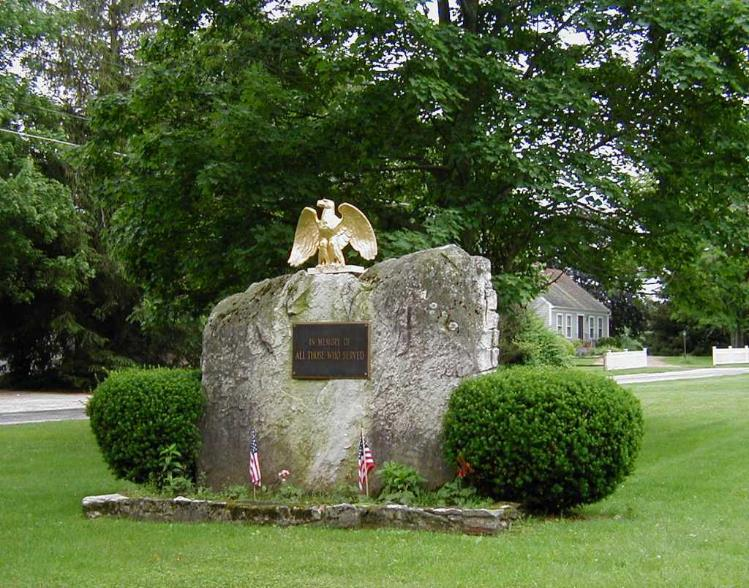 IN MEMORY OF
ALL THOSE WHO SERVED